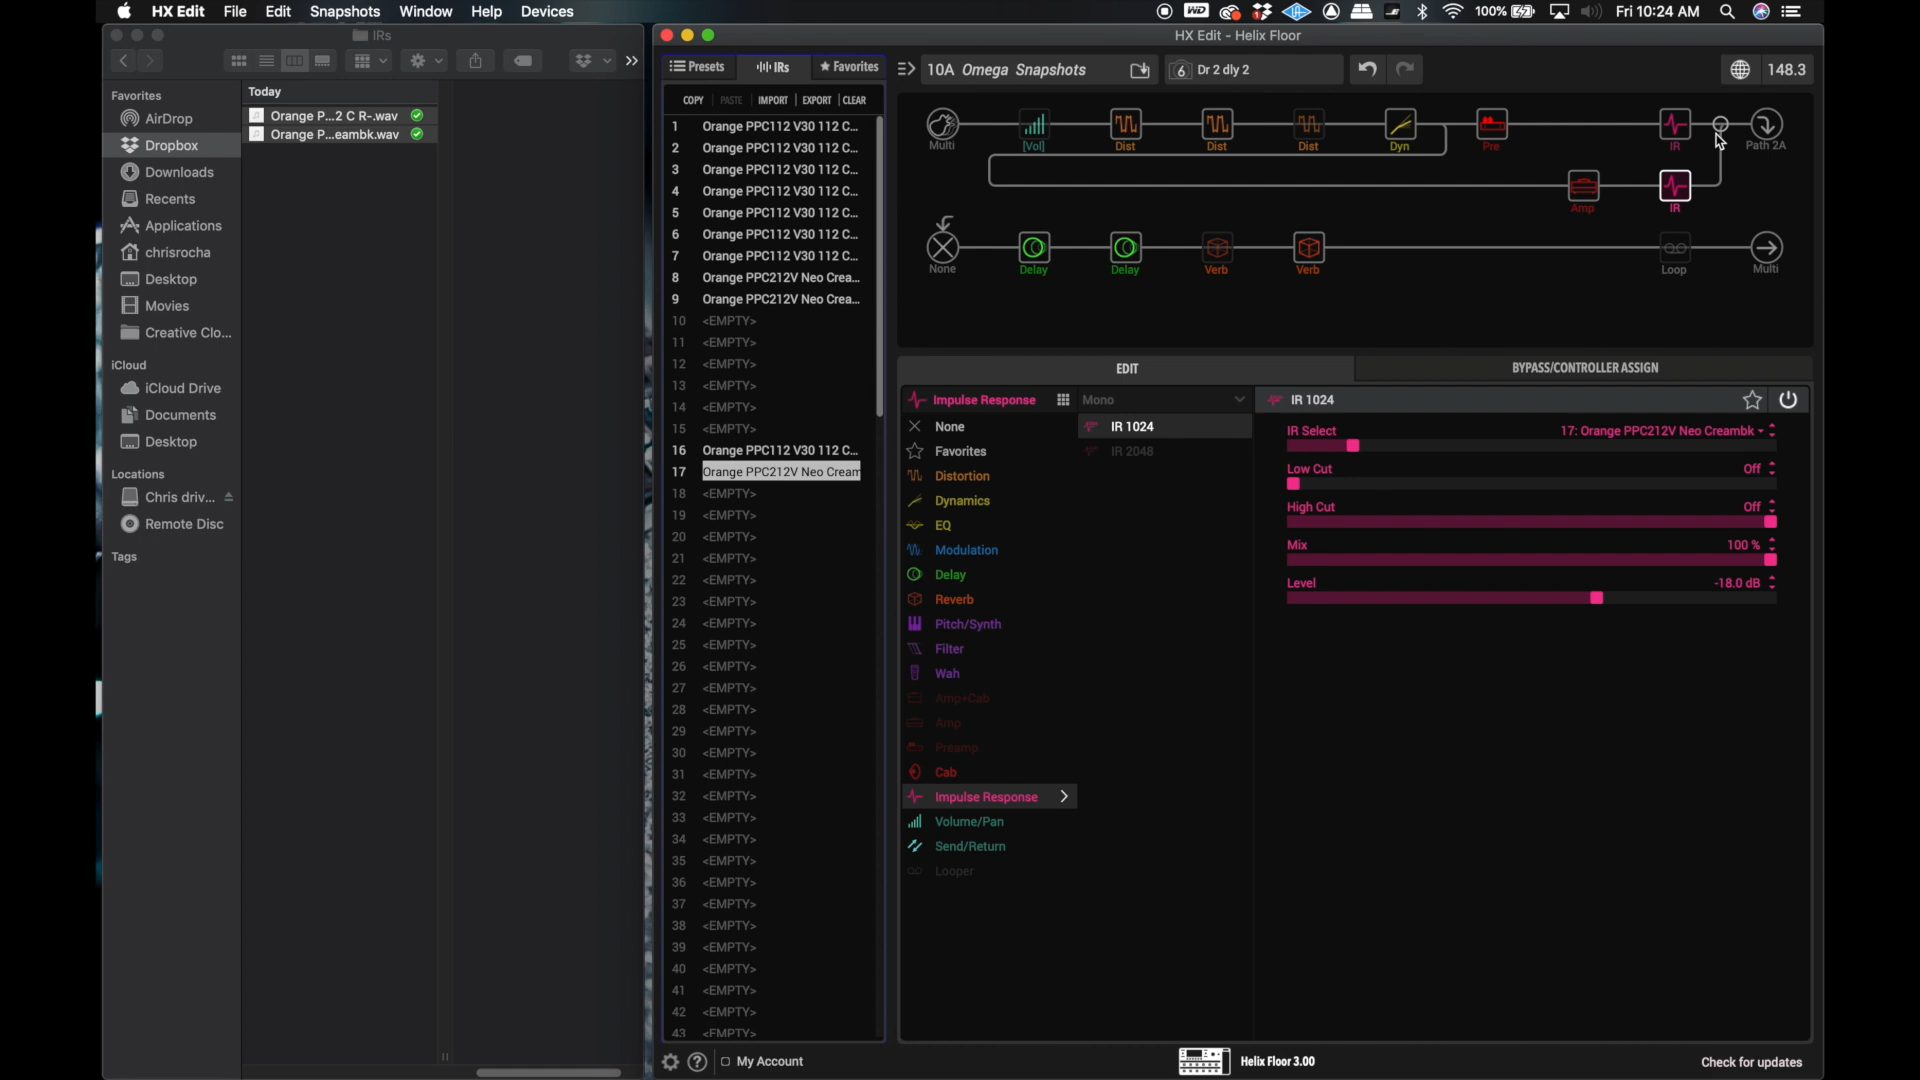 HX Edit File Edit Snapshots Window Help Devices
100% Fri 10:24 AM
IRs
HX Edit - Helix Floor
Favorites
AirDrop
Dropbox
Downloads
Recents
Applications
chrisrocha
Desktop
Movies
Creative Clo...
iCloud
iCloud Drive
Documents
Desktop
Locations
Chris driv...
Remote Disc
Tags
Today
Orange P...2 C R-.wav
Orange P...eambk.wav
Presets IRs Favorites
COPY PASTE IMPORT EXPORT CLEAR
1 Orange PPC112 V30 112 C...
2 Orange PPC112 V30 112 C...
3 Orange PPC112 V30 112 C...
4 Orange PPC112 V30 112 C...
5 Orange PPC112 V30 112 C...
6 Orange PPC112 V30 112 C...
7 Orange PPC112 V30 112 C...
8 Orange PPC212V Neo Crea...
9 Orange PPC212V Neo Crea...
10 <EMPTY>
11 <EMPTY>
12 <EMPTY>
13 <EMPTY>
14 <EMPTY>
15 <EMPTY>
16 Orange PPC112 V30 112 C...
17 Orange PPC212V Neo Cream
18 <EMPTY>
19 <EMPTY>
20 <EMPTY>
21 <EMPTY>
22 <EMPTY>
23 <EMPTY>
24 <EMPTY>
25 <EMPTY>
26 <EMPTY>
27 <EMPTY>
28 <EMPTY>
29 <EMPTY>
30 <EMPTY>
31 <EMPTY>
32 <EMPTY>
33 <EMPTY>
34 <EMPTY>
35 <EMPTY>
36 <EMPTY>
37 <EMPTY>
38 <EMPTY>
39 <EMPTY>
40 <EMPTY>
41 <EMPTY>
42 <EMPTY>
43 <EMPTY>
My Account
10A Omega Snapshots 6 Dr 2 dly 2 148.3
Multi [Vol] Dist Dist Dist Dyn Pre IR Path 2A
Amp IR
None Delay Delay Verb Verb Loop Multi
EDIT BYPASS/CONTROLLER ASSIGN
Impulse Response
None
Favorites
Distortion
Dynamics
EQ
Modulation
Delay
Reverb
Pitch/Synth
Filter
Wah
Amp+Cab
Amp
Preamp
Cab
Impulse Response
Volume/Pan
Send/Return
Looper
Mono
IR 1024
IR 2048
IR 1024
IR Select 17: Orange PPC212V Neo Creambk
Low Cut Off
High Cut Off
Mix 100 %
Level -18.0 dB
Helix Floor 3.00
Check for updates